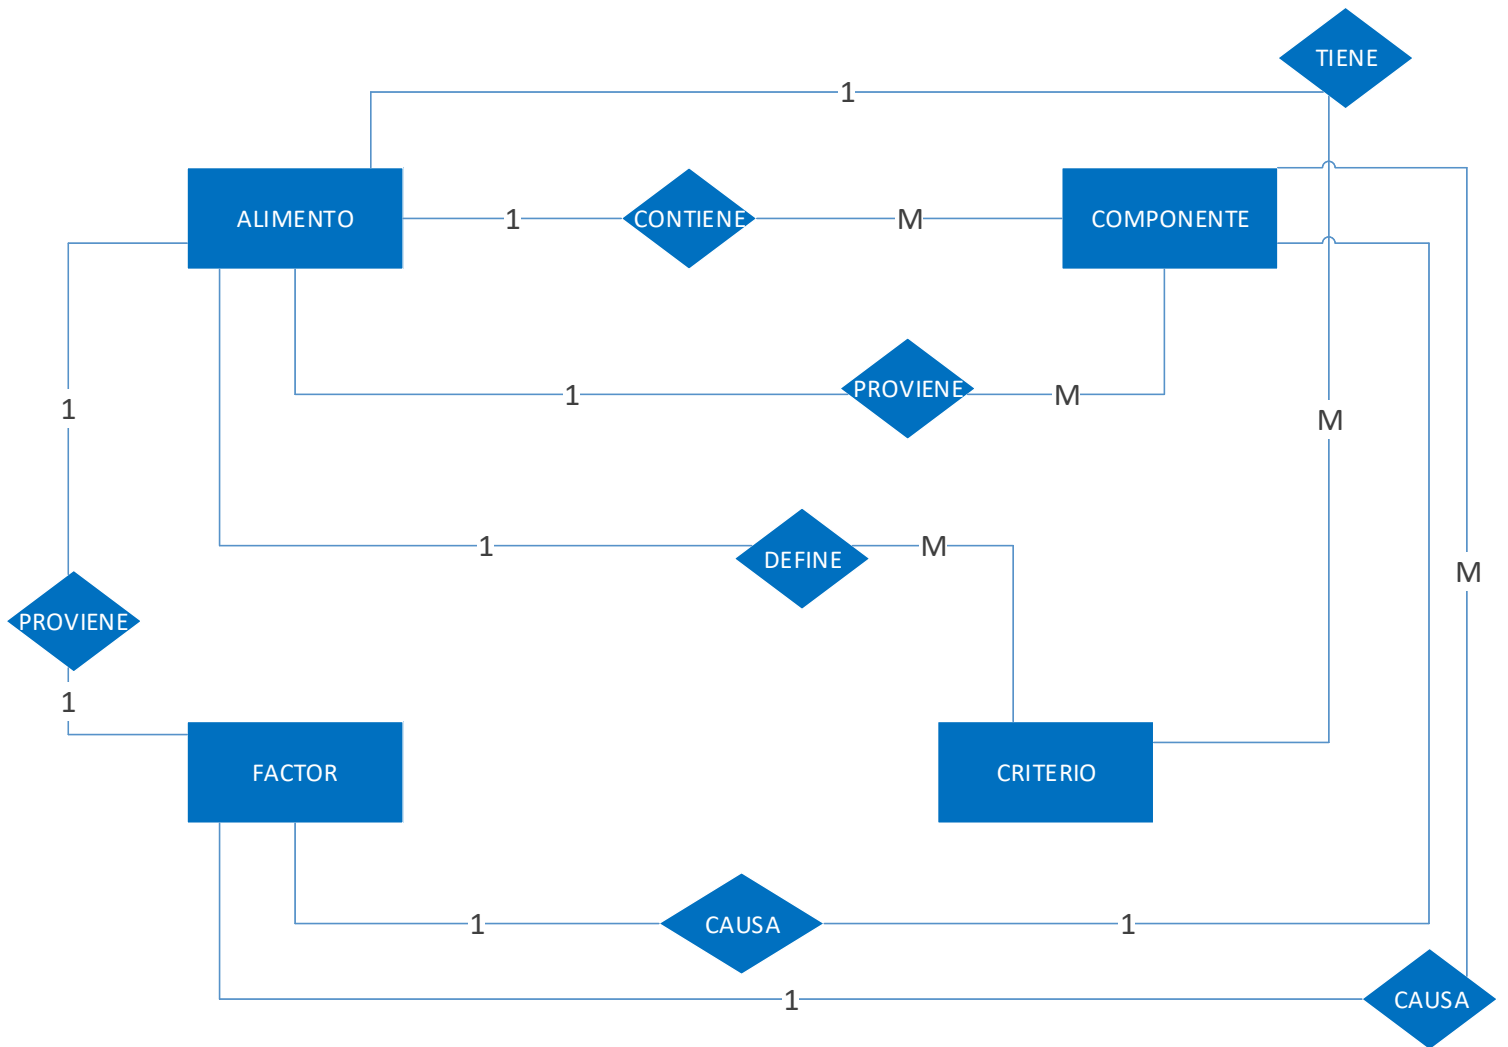 TIENE
1
ALIMENTO
1
CONTIENE
M
COMPONENTE
1
1
PROVIENE
M
M
1
DEFINE
M
M
PROVIENE
1
FACTOR
CRITERIO
1
CAUSA
1
1
CAUSA